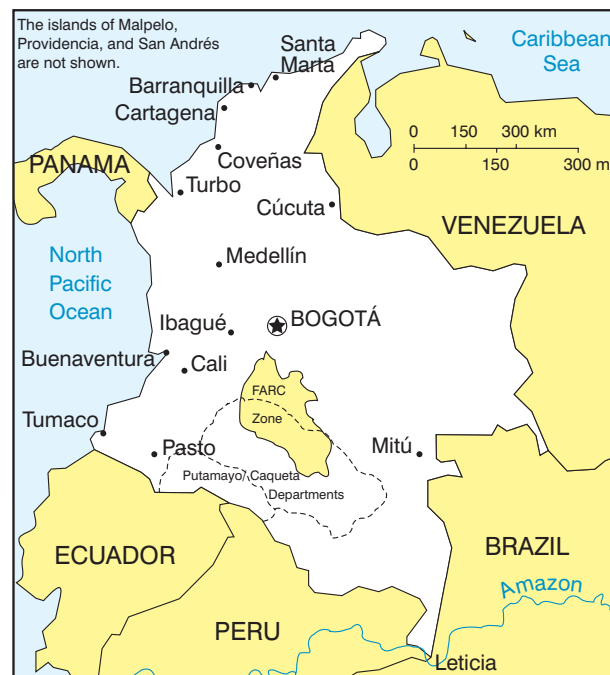 The islands of Malpelo,
Providencia, and San Andrés
are not shown.
Caribbean
Sea
Santa
Marta
Barranquilla
Cartagena
0 150 300 km
0 150 300 m
PANAMA
Coveñas
Turbo
Cúcuta
VENEZUELA
North
Pacific
Ocean
Medellín
Ibagué
BOGOTÁ
Buenaventura
Cali
FARC
Zone
Tumaco
Pasto
Mitú
Putamayo/Caqueta
Departments
ECUADOR
BRAZIL
Amazon
PERU
Leticia